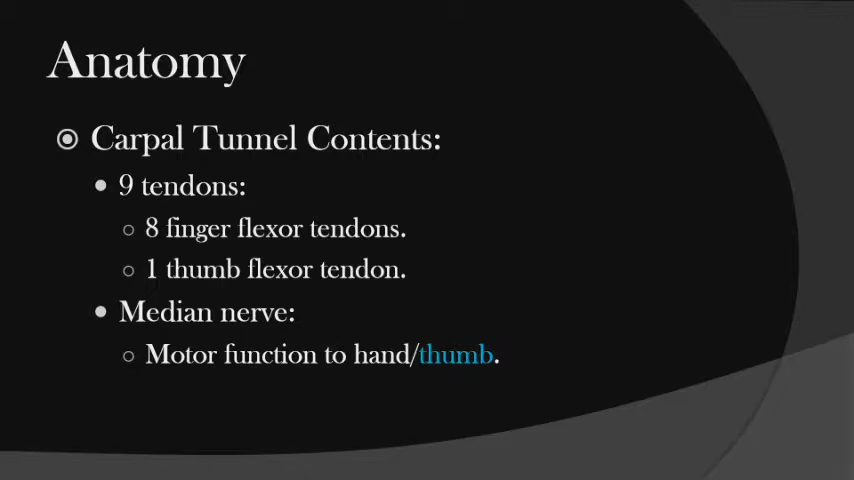 Anatomy
Carpal Tunnel Contents:
9 tendons:
8 finger flexor tendons.
1 thumb flexor tendon.
Median nerve:
Motor function to hand/thumb.